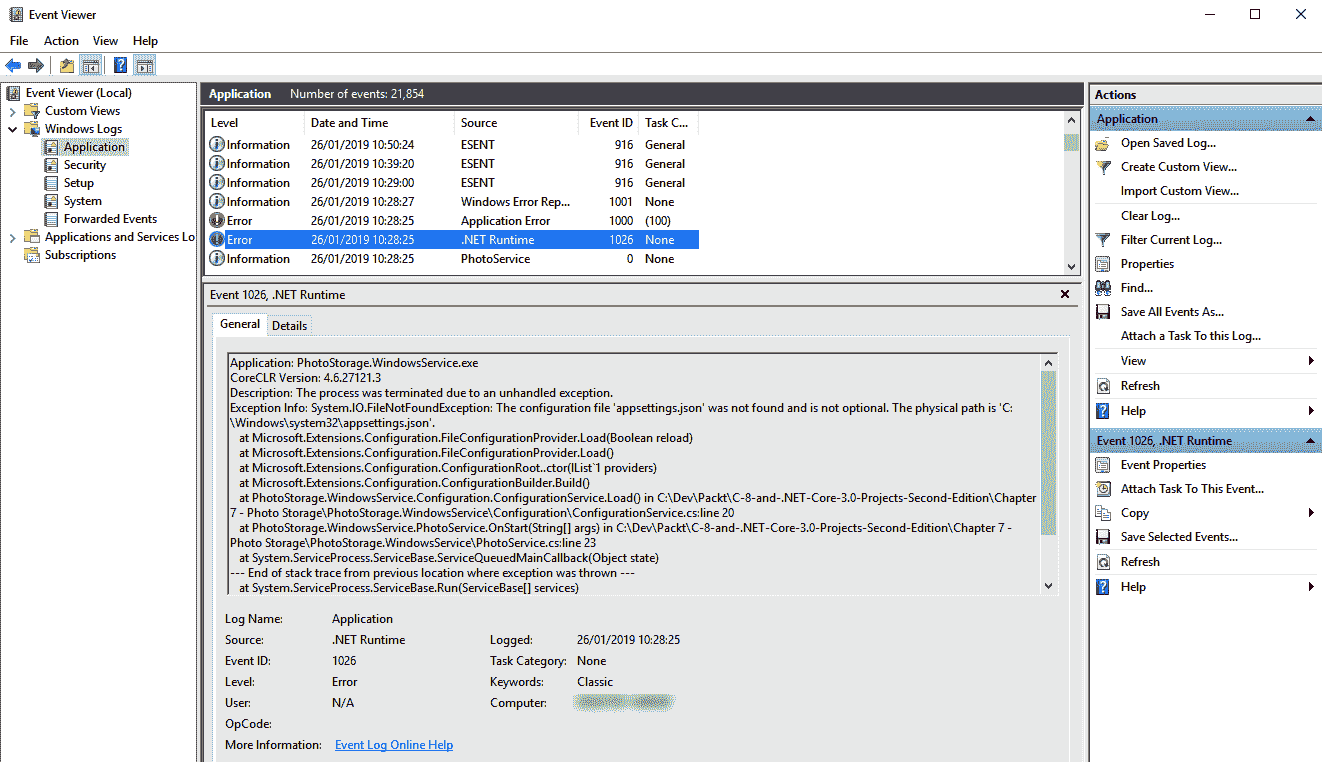 Event Viewer
File Action View Help
Event Viewer (Local)
Custom Views
Windows Logs
Application
Security
Setup
System
Forwarded Events
Applications and Services Lo
Subscriptions
Application Number of events: 21,854
Level Date and Time Source Event ID Task C...
Information 26/01/2019 10:50:24 ESENT 916 General
Information 26/01/2019 10:39:20 ESENT 916 General
Information 26/01/2019 10:29:00 ESENT 916 General
Information 26/01/2019 10:28:27 Windows Error Rep... 1001 None
Error 26/01/2019 10:28:25 Application Error 1000 (100)
Error 26/01/2019 10:28:25 .NET Runtime 1026 None
Information 26/01/2019 10:28:25 PhotoService 0 None
Event 1026, .NET Runtime
General Details
Application: PhotoStorage.WindowsService.exe
CoreCLR Version: 4.6.27121.3
Description: The process was terminated due to an unhandled exception.
Exception Info: System.IO.FileNotFoundException: The configuration file 'appsettings.json' was not found and is not optional. The physical path is 'C:
\Windows\system32\appsettings.json'.
at Microsoft.Extensions.Configuration.FileConfigurationProvider.Load(Boolean reload)
at Microsoft.Extensions.Configuration.FileConfigurationProvider.Load()
at Microsoft.Extensions.Configuration.ConfigurationRoot..ctor(IList`1 providers)
at Microsoft.Extensions.Configuration.ConfigurationBuilder.Build()
at PhotoStorage.WindowsService.Configuration.ConfigurationService.Load() in C:\Dev\Packt\C-8-and-.NET-Core-3.0-Projects-Second-Edition\Chapter
7 - Photo Storage\PhotoStorage.WindowsService\Configuration\ConfigurationService.cs:line 20
at PhotoStorage.WindowsService.PhotoService.OnStart(String[] args) in C:\Dev\Packt\C-8-and-.NET-Core-3.0-Projects-Second-Edition\Chapter 7 -
Photo Storage\PhotoStorage.WindowsService\PhotoService.cs:line 23
at System.ServiceProcess.ServiceBase.ServiceQueuedMainCallback(Object state)
--- End of stack trace from previous location where exception was thrown ---
at System.ServiceProcess.ServiceBase.Run(ServiceBase[] services)
Log Name: Application
Source: .NET Runtime Logged: 26/01/2019 10:28:25
Event ID: 1026 Task Category: None
Level: Error Keywords: Classic
User: N/A Computer:
OpCode:
More Information: Event Log Online Help
Actions
Application
Open Saved Log...
Create Custom View...
Import Custom View...
Clear Log...
Filter Current Log...
Properties
Find...
Save All Events As...
Attach a Task To this Log...
View
Refresh
Help
Event 1026, .NET Runtime
Event Properties
Attach Task To This Event...
Copy
Save Selected Events...
Refresh
Help